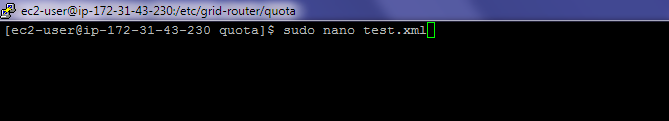 ec2-user@ip-172-31-43-230:/etc/grid-router/quota
[ec2-user@ip-172-31-43-230 quota]$ sudo nano test.xml